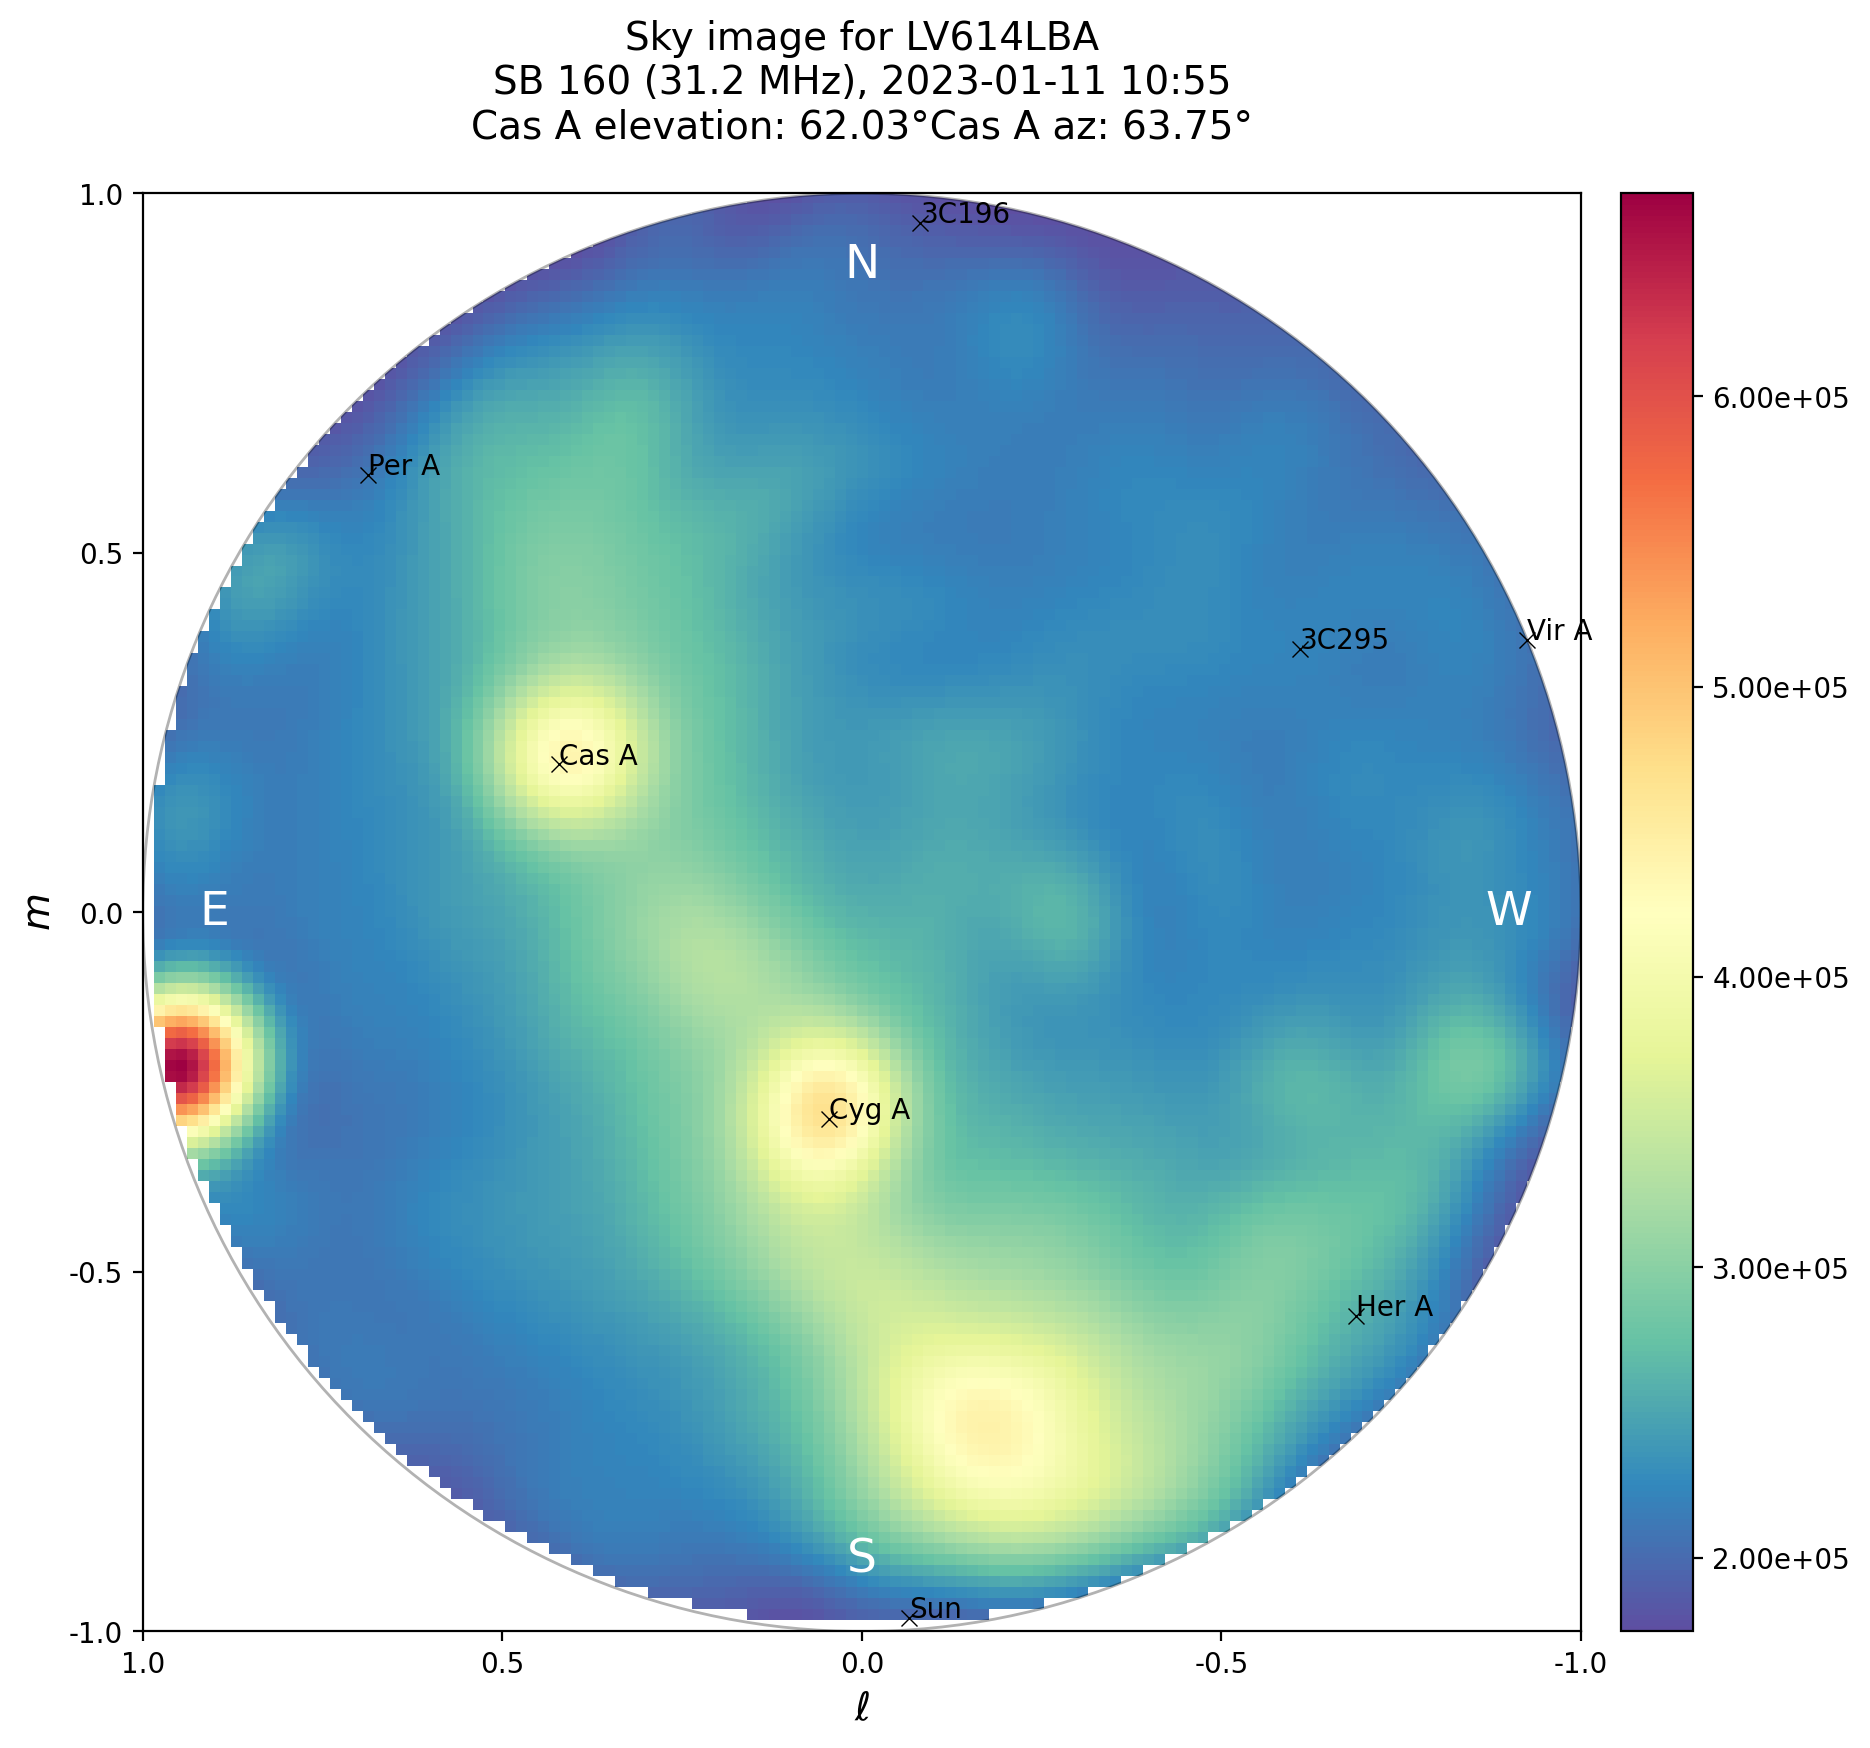 Sky image for LV614LBA
SB 160 (31.2 MHz), 2023-01-11 10:55
Cas A elevation: 62.03°Cas A az: 63.75°
1.0
3C196
N
6.00e+05
Per A
0.5
Vir A
3C295
5.00e+05
Cas A
m
0.0
E
W
4.00e+05
Cyg A
-0.5
3.00e+05
Her A
S
2.00e+05
Sun
-1.0
1.0
0.5
0.0
-0.5
-1.0
ℓ